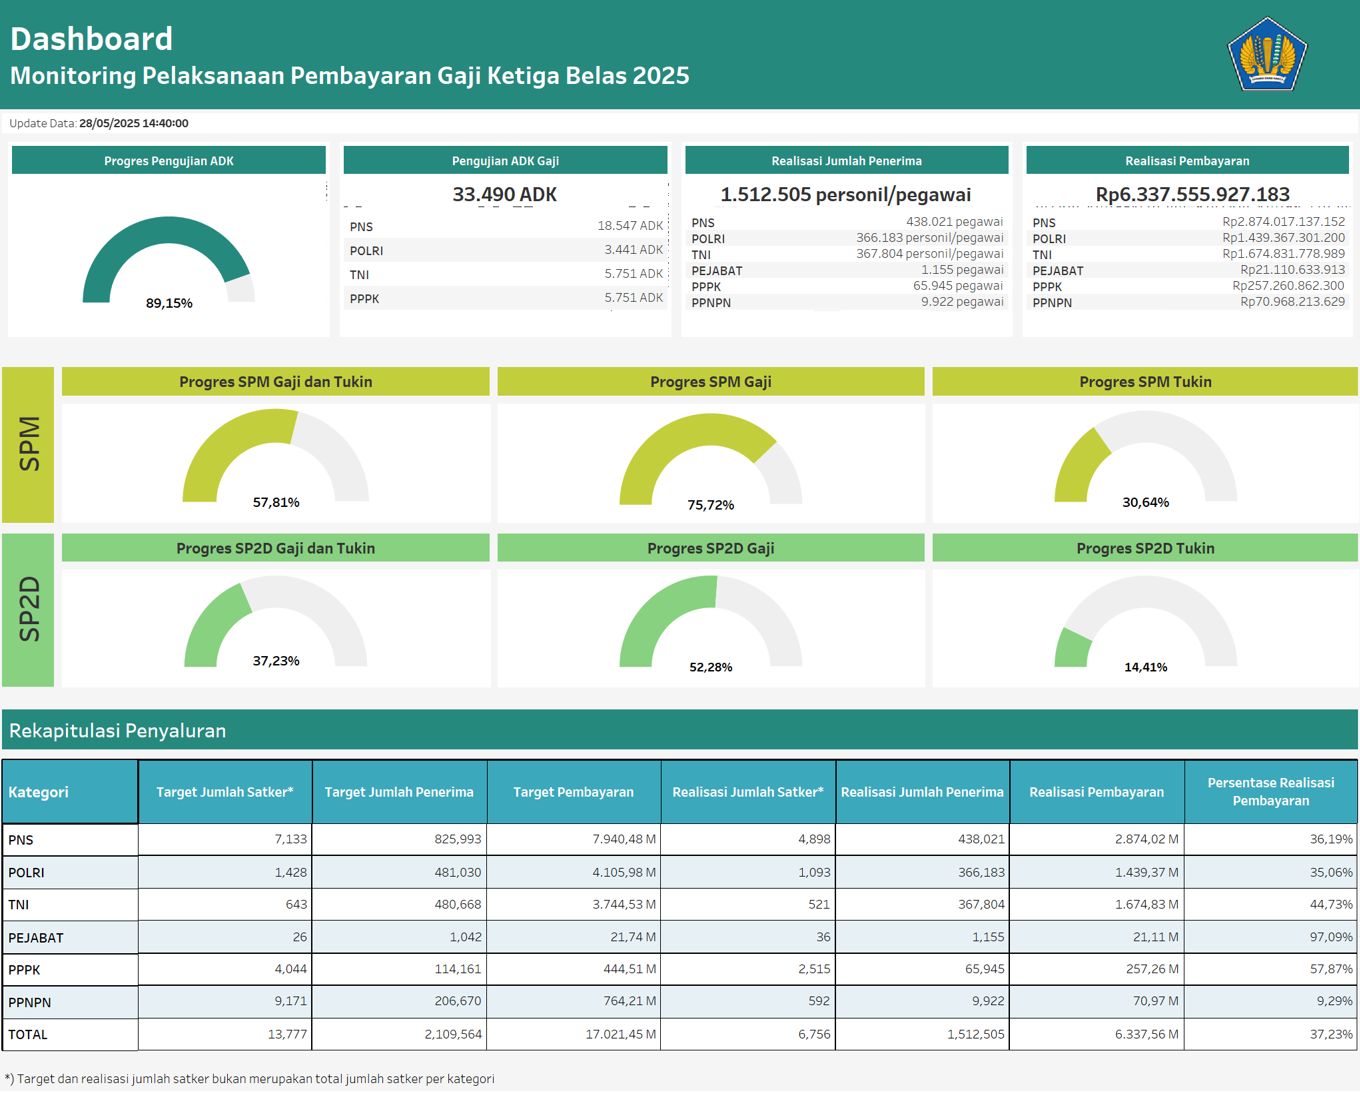 Dashboard
Monitoring Pelaksanaan Pembayaran Gaji Ketiga Belas 2025
Update Data: 28/05/2025 14:40:00
Progres Pengujian ADK
89,15%
Pengujian ADK Gaji
33.490 ADK
PNS 18.547 ADK
POLRI 3.441 ADK
TNI 5.751 ADK
PPPK 5.751 ADK
Realisasi Jumlah Penerima
1.512.505 personil/pegawai
PNS 438.021 pegawai
POLRI 366.183 personil/pegawai
TNI 367.804 personil/pegawai
PEJABAT 1.155 pegawai
PPPK 65.945 pegawai
PPNPN 9.922 pegawai
Realisasi Pembayaran
Rp6.337.555.927.183
PNS Rp2.874.017.137.152
POLRI Rp1.439.367.301.200
TNI Rp1.674.831.778.989
PEJABAT Rp21.110.633.913
PPPK Rp257.260.862.300
PPNPN Rp70.968.213.629
SPM
Progres SPM Gaji dan Tukin
57,81%
Progres SPM Gaji
75,72%
Progres SPM Tukin
30,64%
SP2D
Progres SP2D Gaji dan Tukin
37,23%
Progres SP2D Gaji
52,28%
Progres SP2D Tukin
14,41%
Rekapitulasi Penyaluran
Kategori Target Jumlah Satker* Target Jumlah Penerima Target Pembayaran Realisasi Jumlah Satker* Realisasi Jumlah Penerima Realisasi Pembayaran Persentase Realisasi Pembayaran
PNS 7,133 825,993 7.940,48 M 4,898 438,021 2.874,02 M 36,19%
POLRI 1,428 481,030 4.105,98 M 1,093 366,183 1.439,37 M 35,06%
TNI 643 480,668 3.744,53 M 521 367,804 1.674,83 M 44,73%
PEJABAT 26 1,042 21,74 M 36 1,155 21,11 M 97,09%
PPPK 4,044 114,161 444,51 M 2,515 65,945 257,26 M 57,87%
PPNPN 9,171 206,670 764,21 M 592 9,922 70,97 M 9,29%
TOTAL 13,777 2,109,564 17.021,45 M 6,756 1,512,505 6.337,56 M 37,23%
*) Target dan realisasi jumlah satker bukan merupakan total jumlah satker per kategori